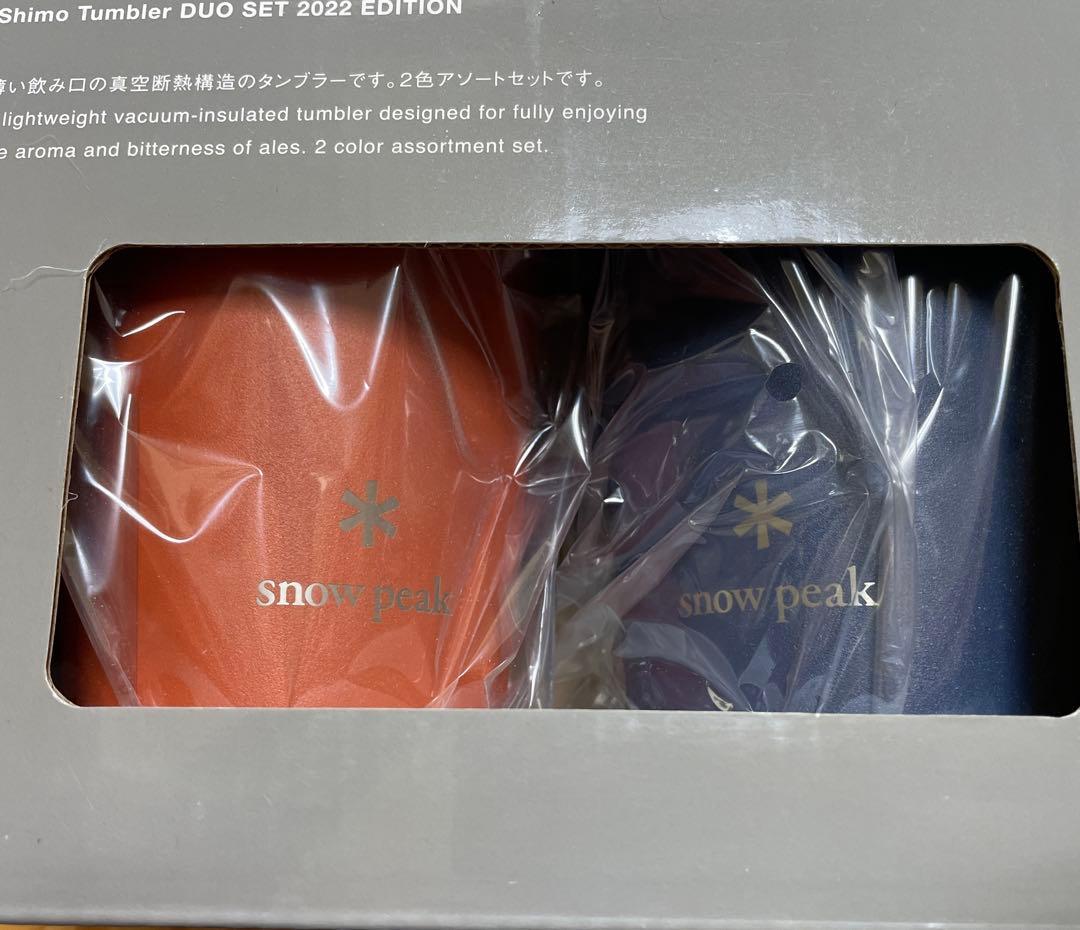 Shimo Tumbler DUO SET 2022 EDITION
い飲み口の真空断熱構造のタンブラーです。2色アソートセットです。
lightweight vacuum-insulated tumbler designed for fully enjoying
aroma and bitterness of ales. 2 color assortment set.
snow peak
snow peak